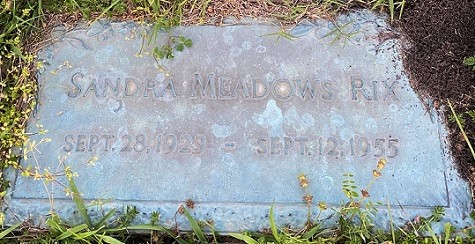 SANDRA MEADOWS RIX
SEPT. 28, 1929 - SEPT. 12, 1955